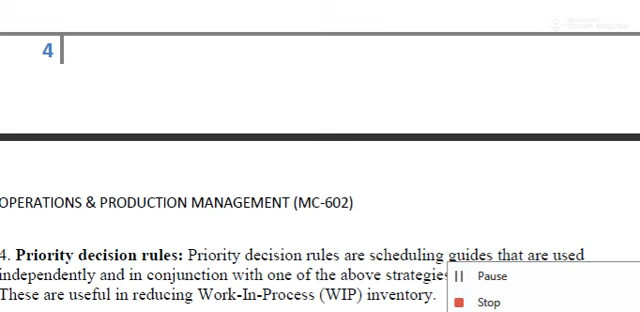 4
OPERATIONS & PRODUCTION MANAGEMENT (MC-602)
4. Priority decision rules: Priority decision rules are scheduling guides that are used
independently and in conjunction with one of the above strategies
These are useful in reducing Work-In-Process (WIP) inventory.
Pause
Stop